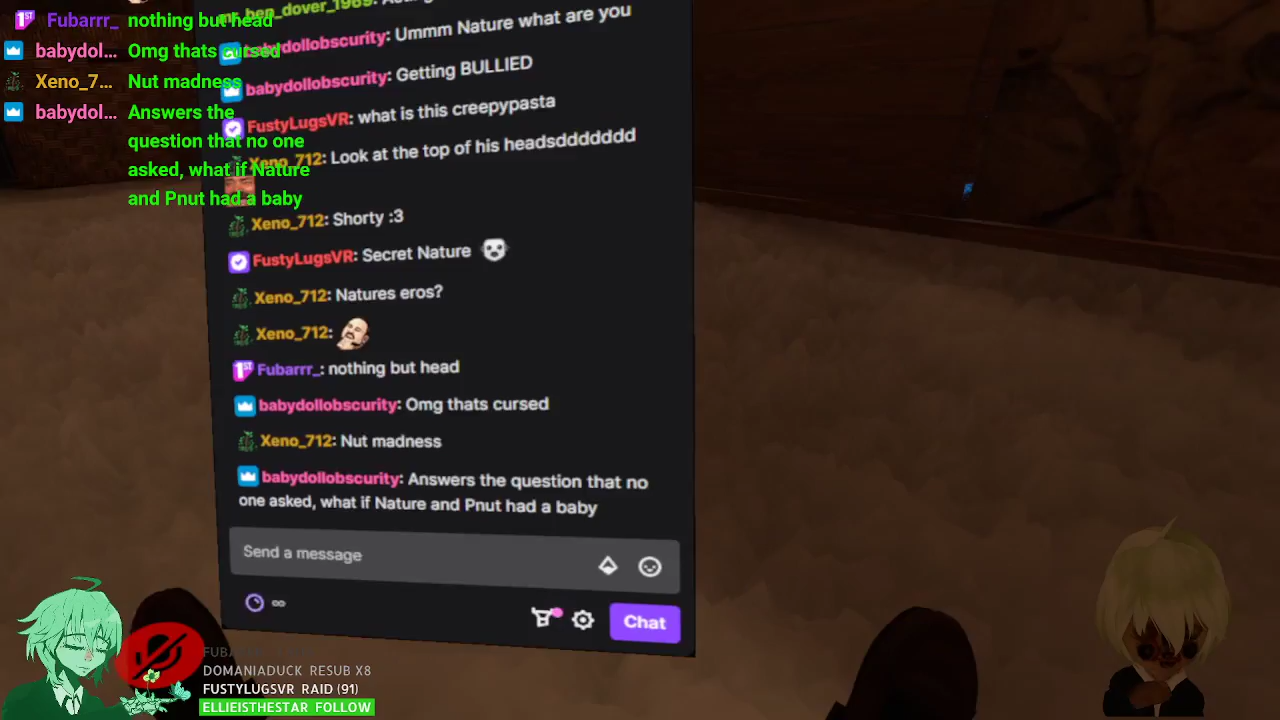 Fubarrr_ nothing but head
babydol... Omg thats cursed
Xeno_7... Nut madness
babydol... Answers the
question that no one
asked, what if Nature
and Pnut had a baby
mr_ben_dover_1969:
babydollobscurity: Ummm Nature what are you
babydollobscurity: Getting BULLIED
FustyLugsVR: what is this creepypasta
Xeno_712: Look at the top of his headsddddddd
Xeno_712: Shorty :3
FustyLugsVR: Secret Nature
Xeno_712: Natures eros?
Xeno_712:
Fubarrr_: nothing but head
babydollobscurity: Omg thats cursed
Xeno_712: Nut madness
babydollobscurity: Answers the question that no
one asked, what if Nature and Pnut had a baby
Send a message
Chat
DOMANIADUCK RESUB X8
FUSTYLUGSVR RAID (91)
ELLIEISTHESTAR FOLLOW